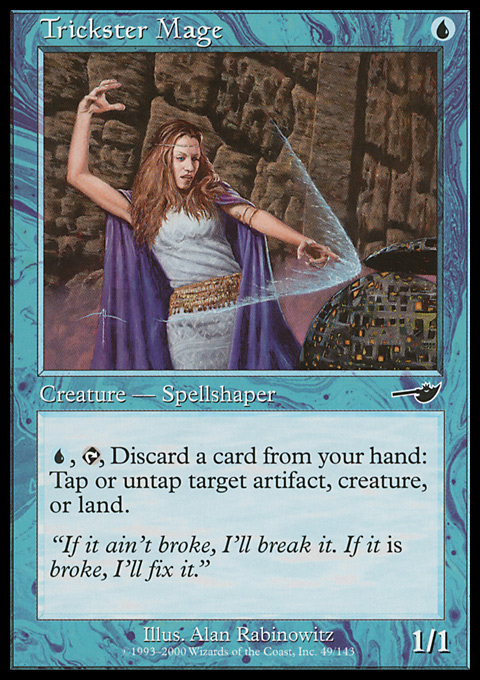 Trickster Mage
Creature — Spellshaper
, , Discard a card from your hand:
Tap or untap target artifact, creature,
or land.
“If it ain't broke, I'll break it. If it is
broke, I'll fix it.”
Illus. Alan Rabinowitz
©1993–2000 Wizards of the Coast, Inc. 49/143
1/1